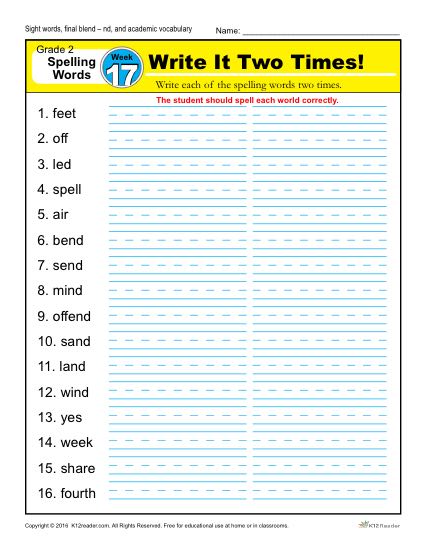 Sight words, final blend – nd, and academic vocabulary
Name: ____________________
Grade 2
Spelling
Words
Week
17
Write It Two Times!
Write each of the spelling words two times.
The student should spell each world correctly.
1. feet
2. off
3. led
4. spell
5. air
6. bend
7. send
8. mind
9. offend
10. sand
11. land
12. wind
13. yes
14. week
15. share
16. fourth
Copyright © 2016 K12reader.com. All Rights Reserved. Free for educational use at home or in classrooms.
K12Reader